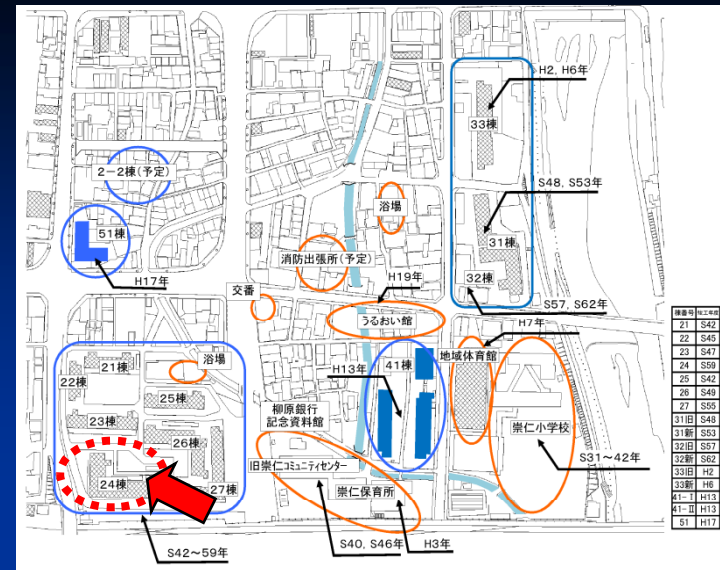 H2, H6年
33棟
2－2棟(予定)
S48, S53年
浴場
51棟
31棟
消防出張所(予定)
32棟
H17年
H19年
交番
S57, S62年
うるおい館
H7年
地域体育館
41棟
浴場
21棟
22棟
H13年
25棟
柳原銀行
記念資料館
23棟
26棟
崇仁小学校
旧崇仁コミュニティセンター
S31～42年
24棟
27棟
崇仁保育所
S42～59年
S40, S46年
H3年
棟番号 竣工年度
21 S42
22 S45
23 S47
24 S59
25 S42
26 S49
27 S55
31旧 S48
31新 S53
32旧 S57
32新 S62
33旧 H2
33新 H6
41-Ⅰ H13
41-Ⅱ H13
51 H17